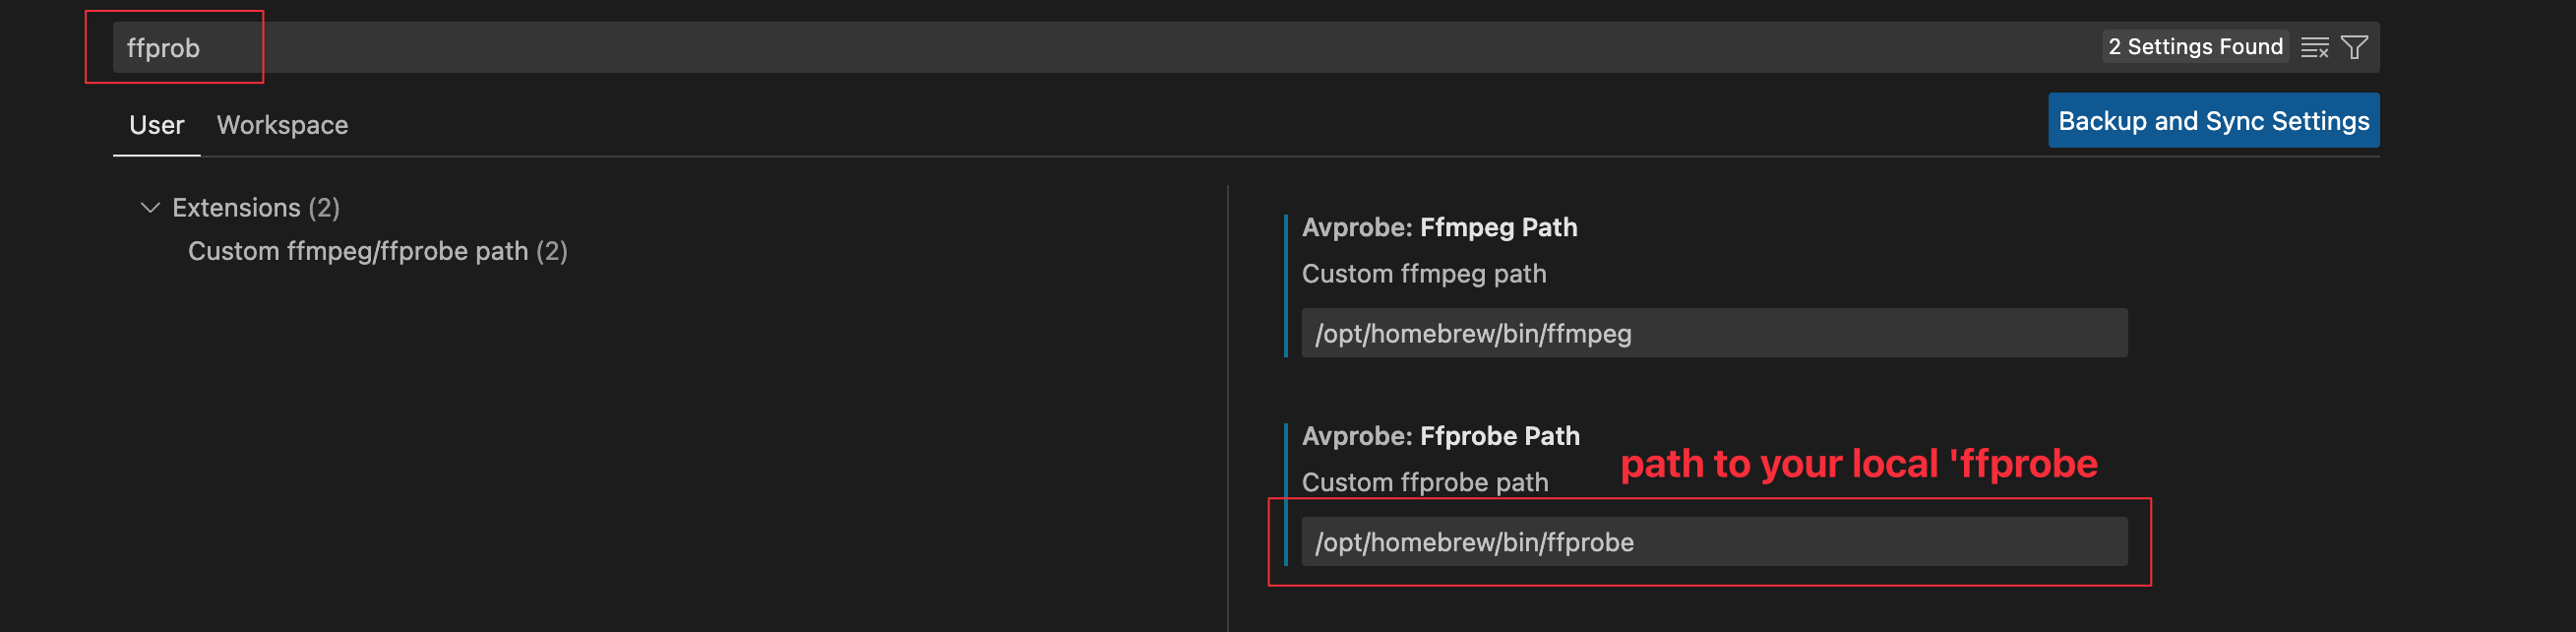 ffprob
2 Settings Found
User
Workspace
Backup and Sync Settings
Extensions (2)
Custom ffmpeg/ffprobe path (2)
Avprobe: Ffmpeg Path
Custom ffmpeg path
/opt/homebrew/bin/ffmpeg
Avprobe: Ffprobe Path
path to your local 'ffprobe
Custom ffprobe path
/opt/homebrew/bin/ffprobe